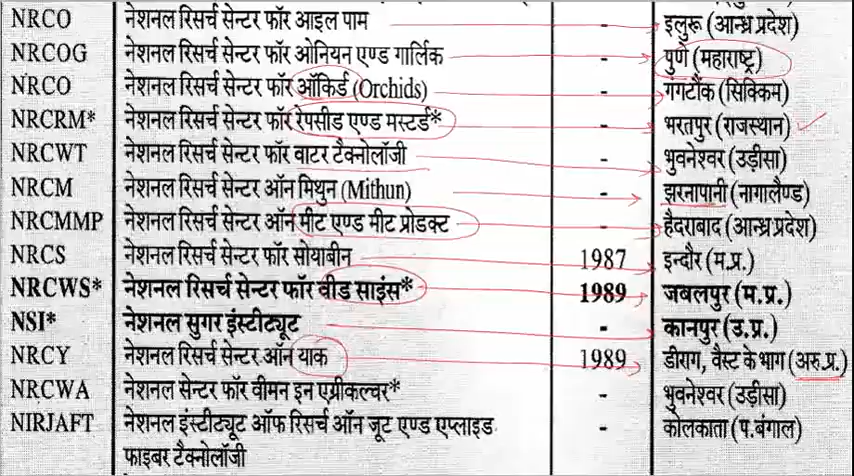 NRCO नेशनल रिसर्च सेन्टर फॉर आइल पाम - इलुरू (आन्ध्र प्रदेश)
NRCOG नेशनल रिसर्च सेन्टर फॉर ओनियन एण्ड गार्लिक - पुणे (महाराष्ट्र)
NRCO नेशनल रिसर्च सेन्टर फॉर ऑकिर्ड (Orchids) - गंगटौंक (सिक्किम)
NRCRM* नेशनल रिसर्च सेन्टर फॉर रेपसीड एण्ड मस्टर्ड* - भरतपुर (राजस्थान)
NRCWT नेशनल रिसर्च सेन्टर फॉर वाटर टैक्नोलॉजी - भुवनेश्वर (उड़ीसा)
NRCM नेशनल रिसर्च सेन्टर ऑन मिथुन (Mithun) - झरनापानी (नागालैण्ड)
NRCMMP नेशनल रिसर्च सेन्टर ऑन मीट एण्ड मीट प्रोडक्ट - हैदराबाद (आन्ध्र प्रदेश)
NRCS नेशनल रिसर्च सेन्टर फॉर सोयाबीन 1987 इन्दौर (म.प्र.)
NRCWS* नेशनल रिसर्च सेन्टर फॉर वीड साइंस* 1989 जबलपुर (म.प्र.)
NSI* नेशनल सुगर इंस्टीट्यूट - कानपुर (उ.प्र.)
NRCY नेशनल रिसर्च सेन्टर ऑन याक 1989 डीराग, वैस्ट के भाग (अरु.प्र.)
NRCWA नेशनल सेन्टर फॉर वीमन इन एग्रीकल्चर* - भुवनेश्वर (उड़ीसा)
NIRJAFT नेशनल इंस्टीट्यूट ऑफ रिसर्च ऑन जूट एण्ड एप्लाइड - कोलकाता (प.बंगाल)
फाइबर टैक्नोलॉजी